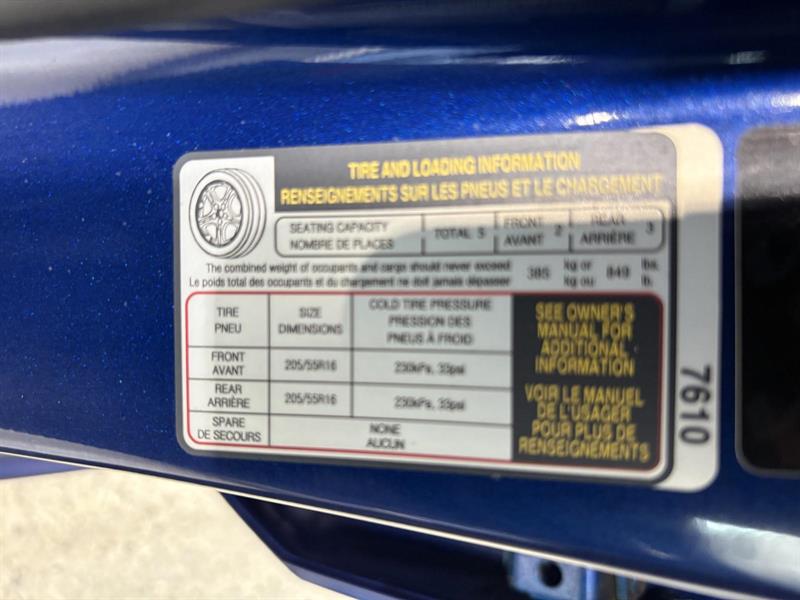 TIRE AND LOADING INFORMATION
RENSEIGNEMENTS SUR LES PNEUS ET LE CHARGEMENT
SEATING CAPACITY
NOMBRE DE PLACES
TOTAL 5
FRONT
AVANT 2
REAR
ARRIÈRE 3
The combined weight of occupants and cargo should never exceed
Le poids total des occupants et du chargement ne doit jamais dépasser
385 kg or
kg ou
849 lbs.
lb.
TIRE
PNEU
SIZE
DIMENSIONS
COLD TIRE PRESSURE
PRESSION DES
PNEUS À FROID
FRONT
AVANT
205/55R16
230kPa, 33psi
REAR
ARRIÈRE
205/55R16
230kPa, 33psi
SPARE
DE SECOURS
NONE
AUCUN
SEE OWNER'S
MANUAL FOR
ADDITIONAL
INFORMATION
VOIR LE MANUEL
DE L'USAGER
POUR PLUS DE
RENSEIGNEMENTS
7610